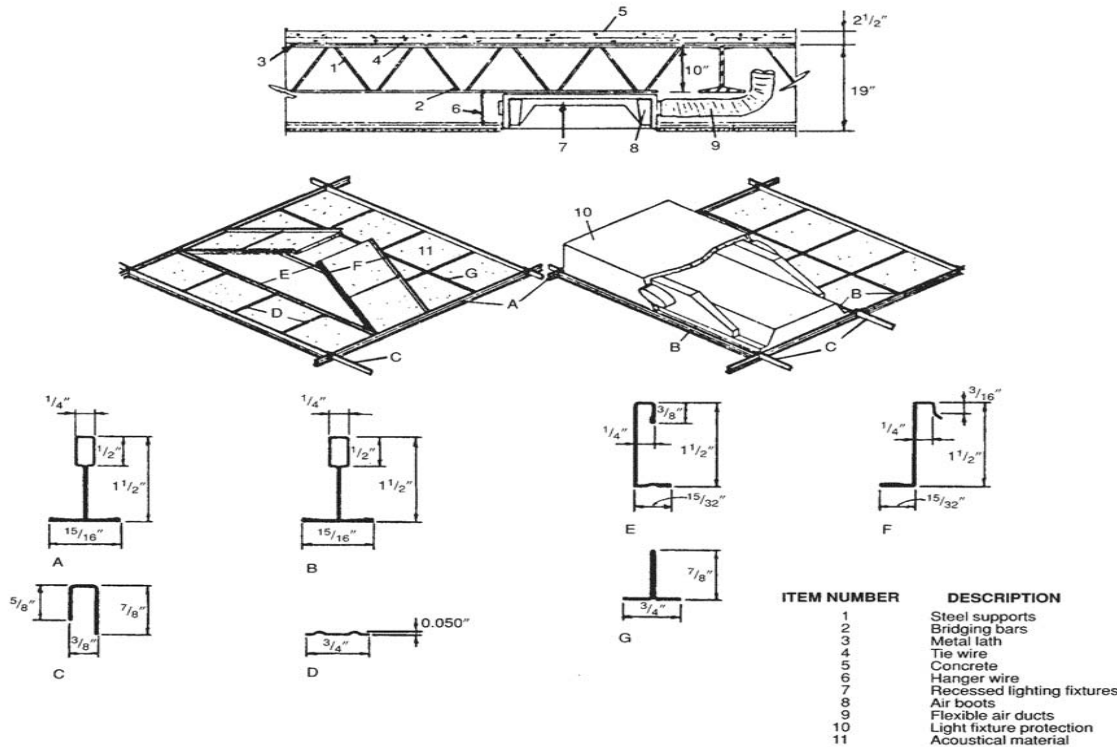 5
2 1/2"
3
1
4
2
6
10"
19"
7
8
9
10
E
F
11
G
A
D
C
B
B
C
1/4"
1/2"
1 1/2"
15/16"
A
1/4"
1/2"
1 1/2"
15/16"
B
3/8"
1/4"
1 1/2"
15/32"
E
3/16"
1/4"
1 1/2"
15/32"
F
5/8"
7/8"
3/8"
C
0.050"
3/4"
D
7/8"
3/4"
G
ITEM NUMBER DESCRIPTION
1 Steel supports
2 Bridging bars
3 Metal lath
4 Tie wire
5 Concrete
6 Hanger wire
7 Recessed lighting fixtures
8 Air boots
9 Flexible air ducts
10 Light fixture protection
11 Acoustical material